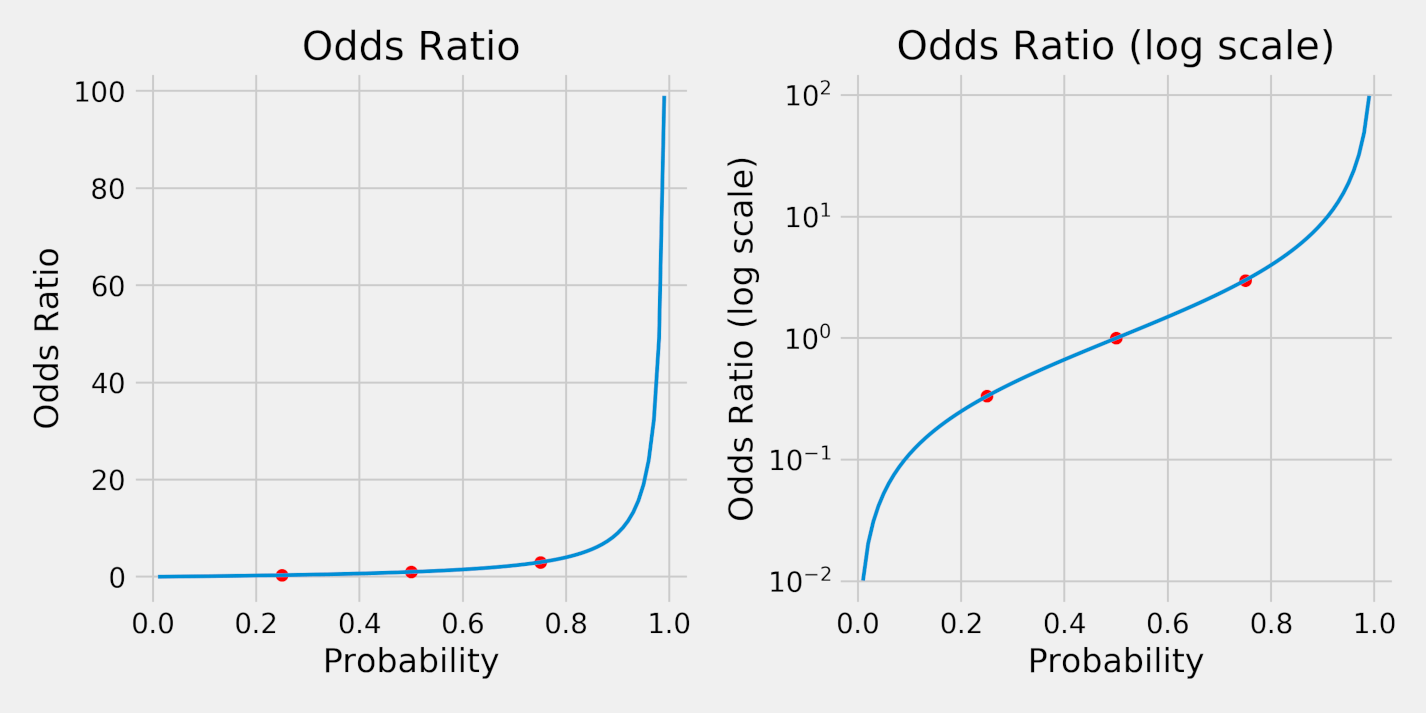 Odds Ratio
100
80
60
40
20
0
Odds Ratio
0.0 0.2 0.4 0.6 0.8 1.0
Probability
Odds Ratio (log scale)
10²
10¹
10⁰
10⁻¹
10⁻²
Odds Ratio (log scale)
0.0 0.2 0.4 0.6 0.8 1.0
Probability